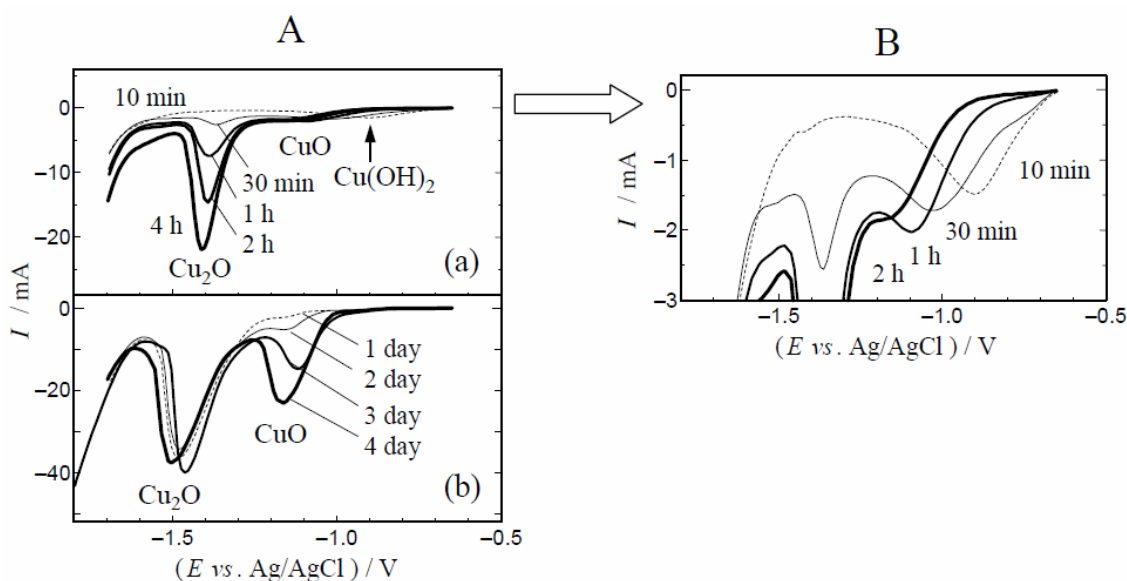 A
B
10 min
CuO
Cu(OH)₂
30 min
1 h
2 h
4 h
Cu₂O
(a)
0
−10
−20
I / mA
0
−20
−40
1 day
2 day
3 day
4 day
CuO
Cu₂O
(b)
−1.5
−1.0
−0.5
(E vs. Ag/AgCl) / V
0
−1
−2
−3
I / mA
10 min
30 min
1 h
2 h
−1.5
−1.0
−0.5
(E vs. Ag/AgCl) / V